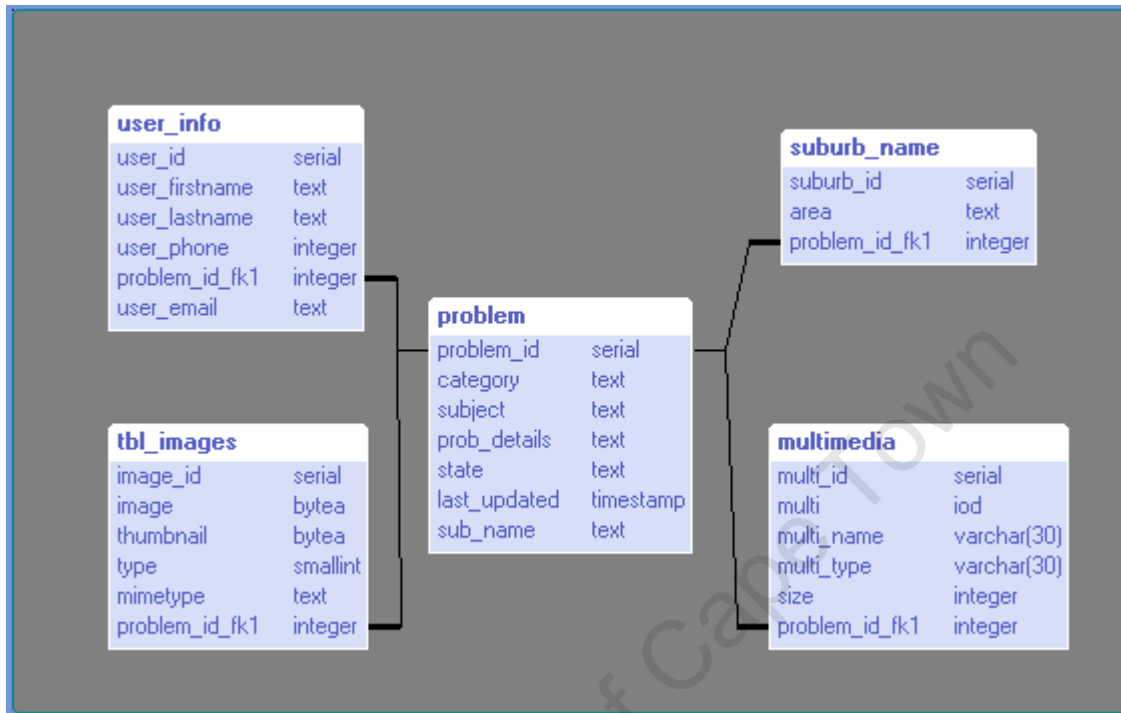 user_info
user_id serial
user_firstname text
user_lastname text
user_phone integer
problem_id_fk1 integer
user_email text
suburb_name
suburb_id serial
area text
problem_id_fk1 integer
problem
problem_id serial
category text
subject text
prob_details text
state text
last_updated timestamp
sub_name text
tbl_images
image_id serial
image bytea
thumbnail bytea
type smallint
mimetype text
problem_id_fk1 integer
multimedia
multi_id serial
multi iod
multi_name varchar(30)
multi_type varchar(30)
size integer
problem_id_fk1 integer
of Cape Town